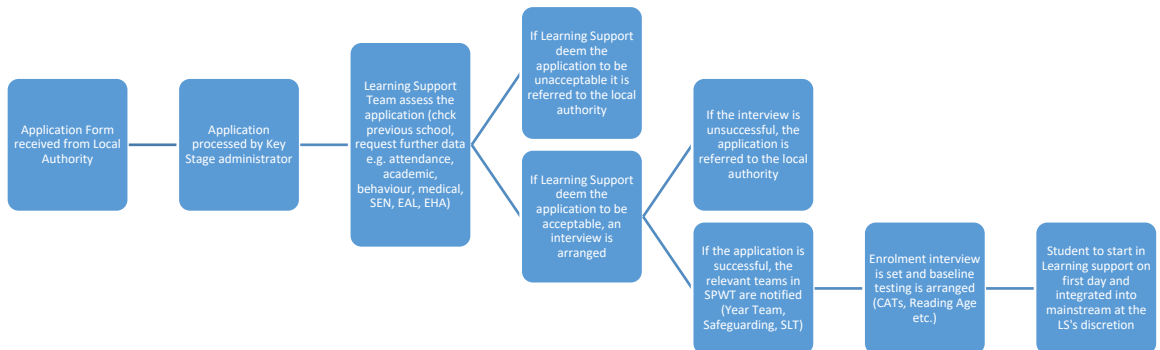 Application Form
received from Local
Authority
Application
processed by Key
Stage administrator
Learning Support
Team assess the
application (chck
previous school,
request further data
e.g. attendance,
academic,
behaviour, medical,
SEN, EAL, EHA)
If Learning Support
deem the
application to be
unacceptable it is
referred to the local
authority
If Learning Support
deem the
application to be
acceptable, an
interview is
arranged
If the interview is
unsuccessful, the
application is
referred to the local
authority
If the application is
successful, the
relevant teams in
SPWT are notified
(Year Team,
Safeguarding, SLT)
Enrolment interview
is set and baseline
testing is arranged
(CATs, Reading Age
etc.)
Student to start in
Learning support on
first day and
integrated into
mainstream at the
LS's discretion